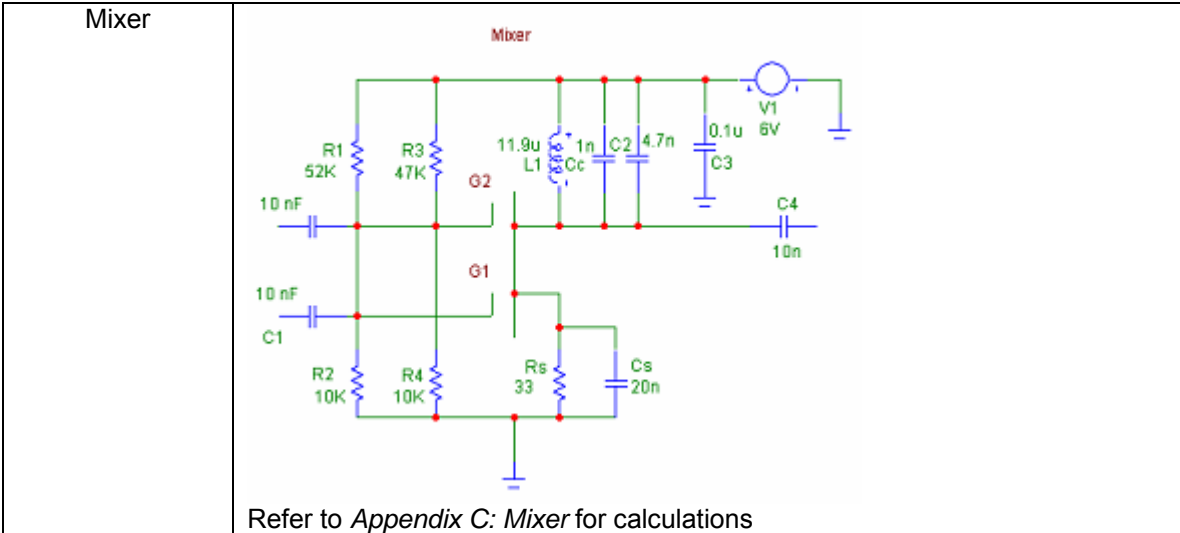 Mixer
Mixer
V1
6V
R1
52K
R3
47K
11.9u
L1
1n
Cc
C2
4.7n
0.1u
C3
G2
10 nF
C4
10n
G1
10 nF
C1
R2
10K
R4
10K
Rs
33
Cs
20n
Refer to Appendix C: Mixer for calculations